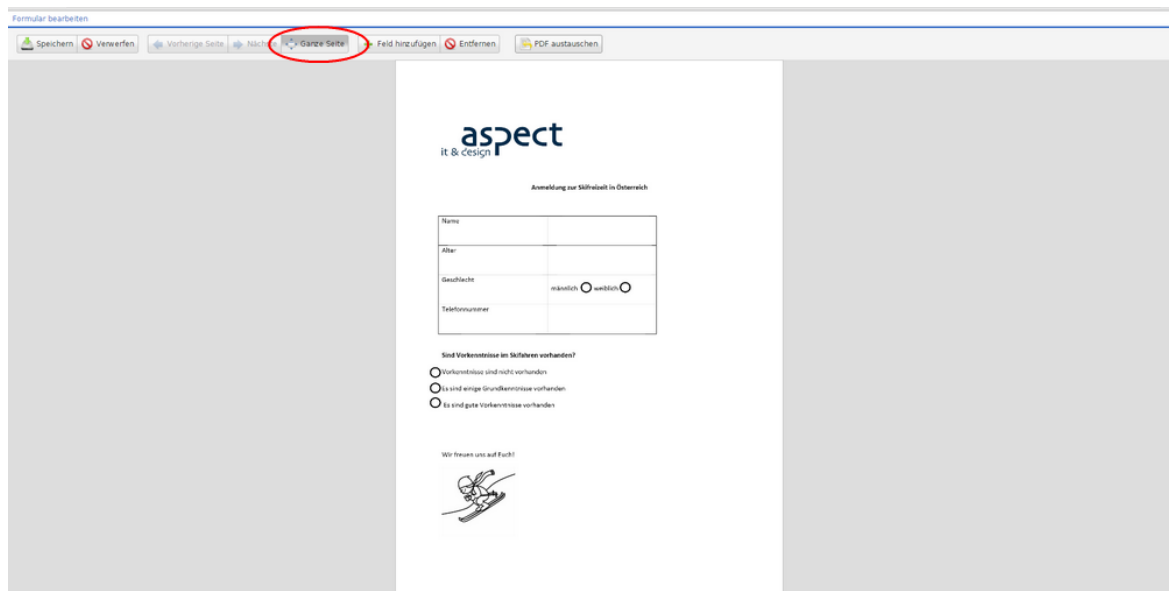 Formular bearbeiten
Speichern Verwerfen Vorherige Seite Ganze Seite Feld hinzufügen Entfernen PDF austauschen
aspect
it & design
Anmeldung zur Skifreizeit in Österreich
Name
Alter
Geschlecht
männlich weiblich
Telefonnummer
Sind Vorkenntnisse im Skifahren vorhanden?
Vorkenntnisse sind nicht vorhanden
Es sind einige Grundkenntnisse vorhanden
Es sind gute Vorkenntnisse vorhanden
Wir freuen uns auf Euch!